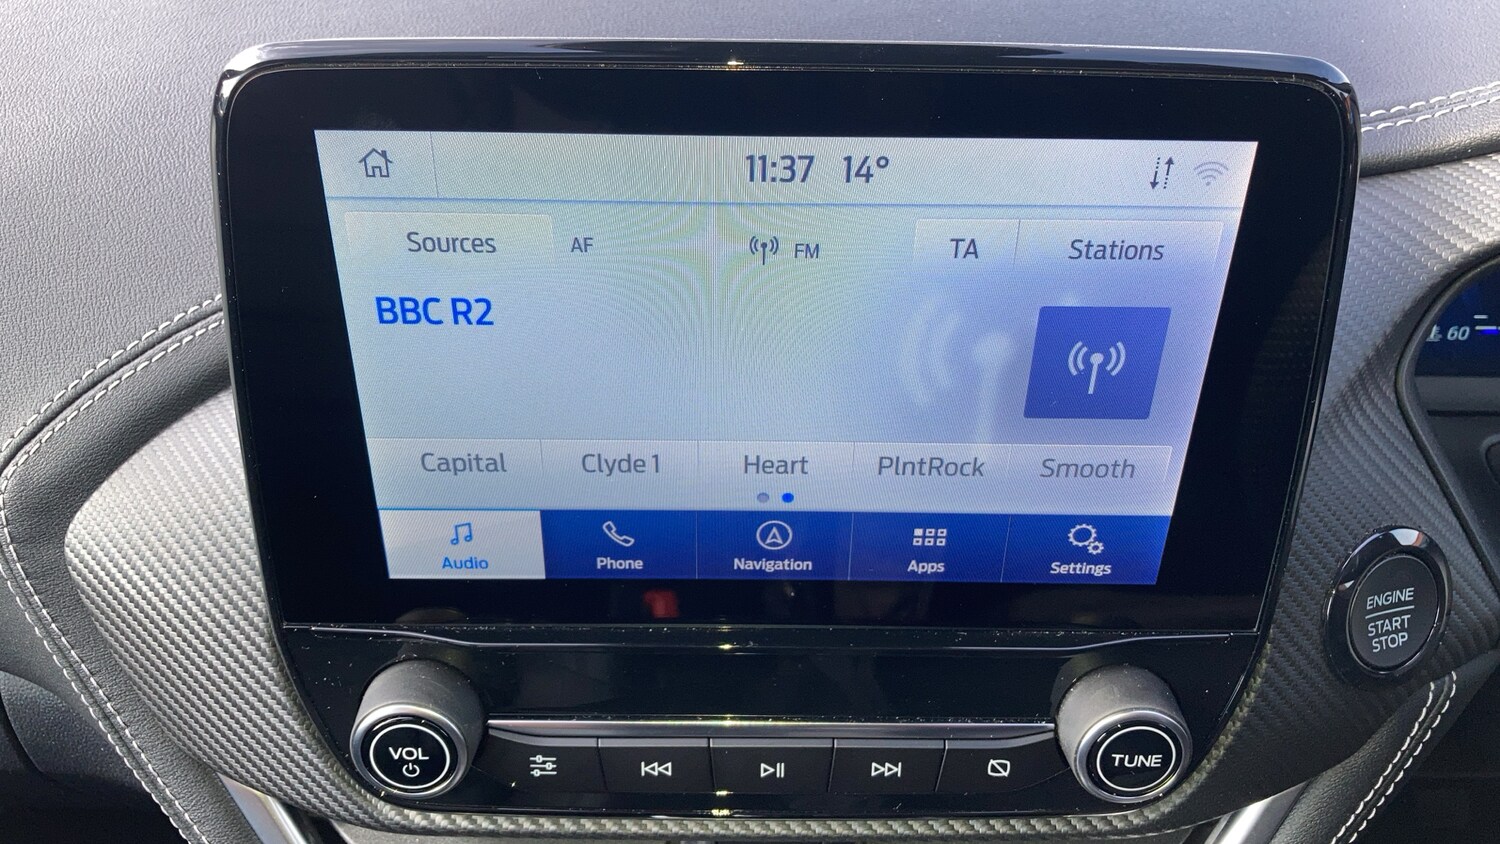 11:37 14°
Sources AF FM TA Stations
BBC R2
60
Capital Clyde 1 Heart PlntRock Smooth
Audio Phone Navigation Apps Settings
ENGINE
START
STOP
VOL
TUNE